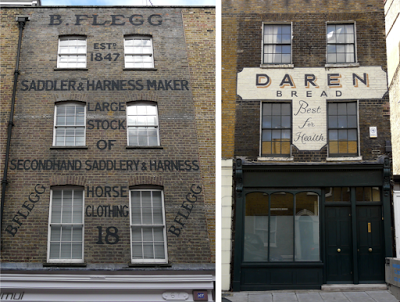 B. FLEGG
ESTD
1847
SADDLER & HARNESS MAKER
LARGE
STOCK
OF
SECONDHAND SADDLERY & HARNESS
HORSE
CLOTHING
B. FLEGG
B. FLEGG
18
DAREN
BREAD
Best
for
Health